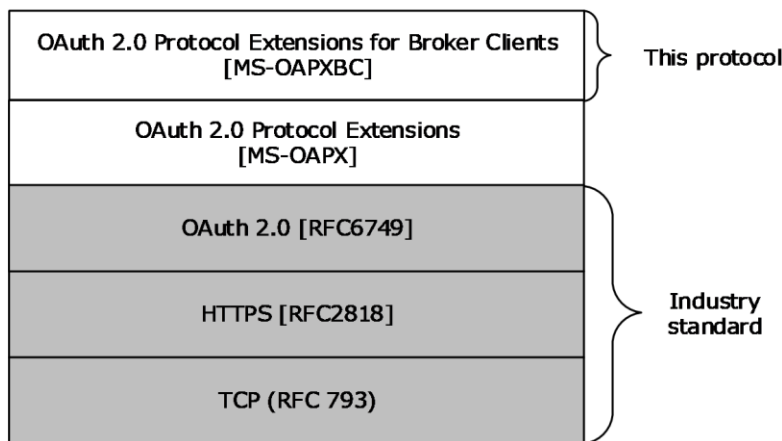 OAuth 2.0 Protocol Extensions for Broker Clients
[MS-OAPXBC]
This protocol
OAuth 2.0 Protocol Extensions
[MS-OAPX]
OAuth 2.0 [RFC6749]
HTTPS [RFC2818]
Industry
standard
TCP (RFC 793)